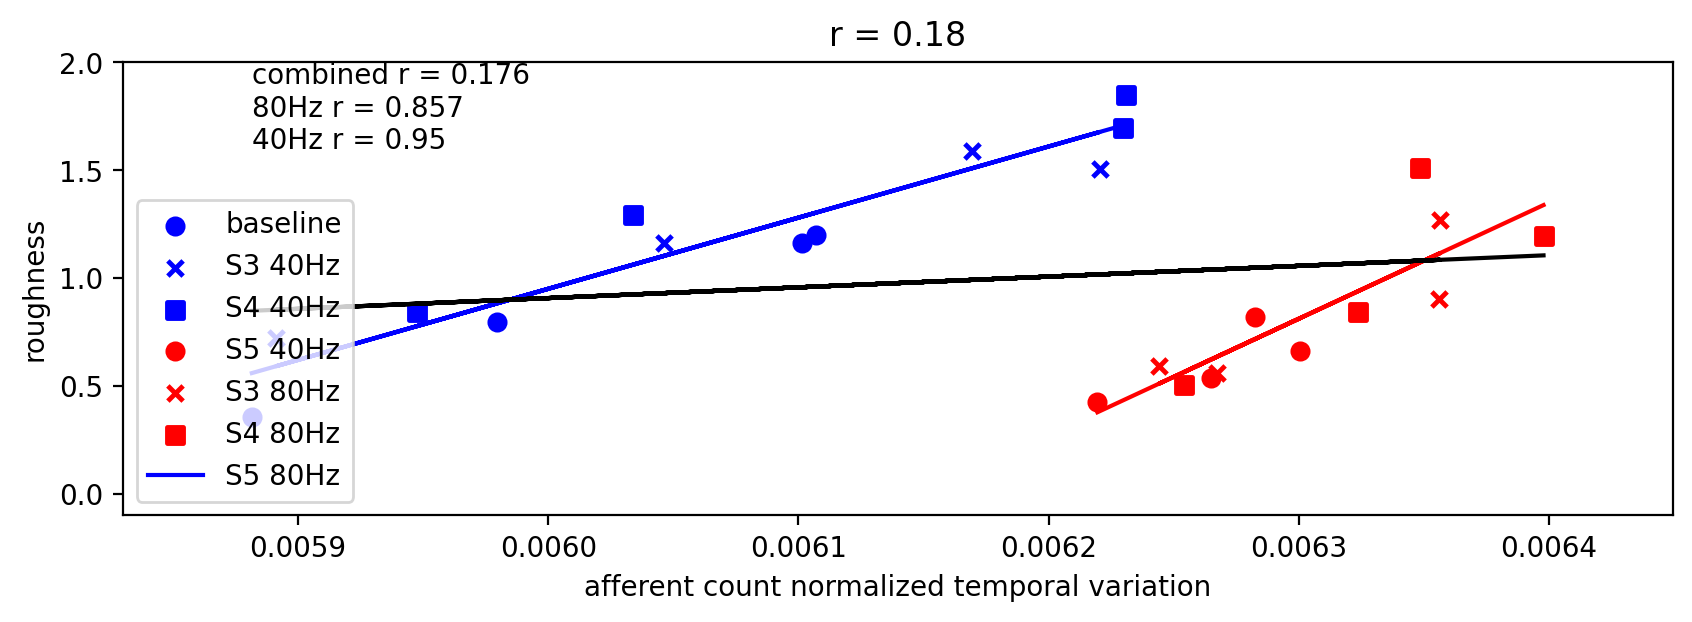 r = 0.18
combined r = 0.176
80Hz r = 0.857
40Hz r = 0.95
2.0
1.5
1.0
0.5
0.0
roughness
baseline
S3 40Hz
S4 40Hz
S5 40Hz
S3 80Hz
S4 80Hz
S5 80Hz
0.0059 0.0060 0.0061 0.0062 0.0063 0.0064
afferent count normalized temporal variation